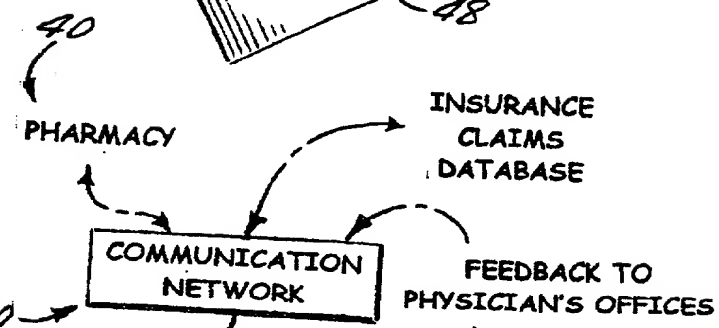 40
48
INSURANCE
CLAIMS
DATABASE
PHARMACY
COMMUNICATION
NETWORK
FEEDBACK TO
PHYSICIAN'S OFFICES